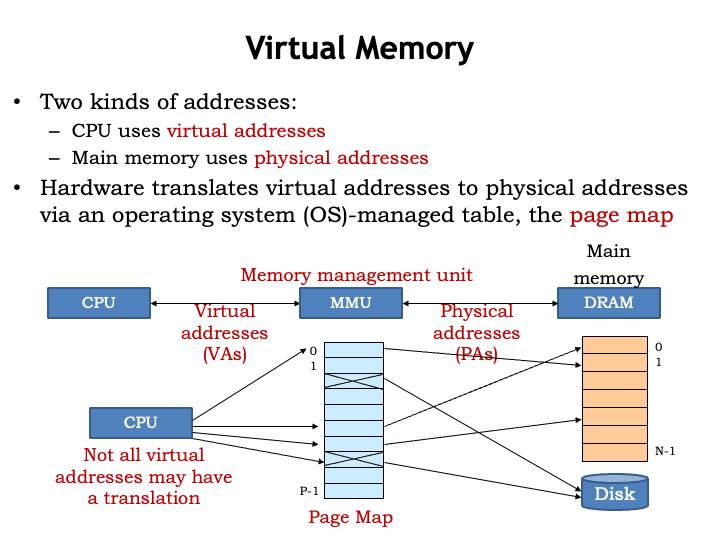 Virtual Memory
• Two kinds of addresses:
– CPU uses virtual addresses
– Main memory uses physical addresses
• Hardware translates virtual addresses to physical addresses
via an operating system (OS)-managed table, the page map
Main
memory
Memory management unit
CPU
MMU
DRAM
Virtual
addresses
(VAs)
Physical
addresses
(PAs)
0
1
0
1
CPU
Not all virtual
addresses may have
a translation
N-1
P-1
Disk
Page Map